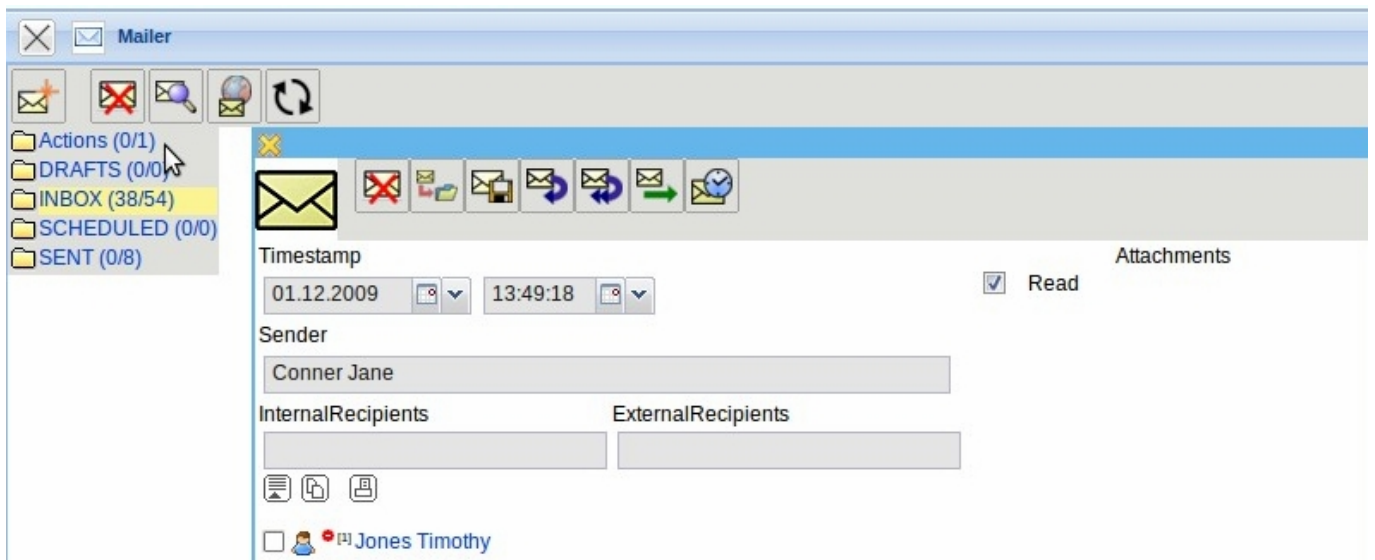 Mailer
Actions (0/1)
DRAFTS (0/0)
INBOX (38/54)
SCHEDULED (0/0)
SENT (0/8)
Timestamp
Attachments
01.12.2009 13:49:18 Read
Sender
Conner Jane
InternalRecipients ExternalRecipients
[1] Jones Timothy